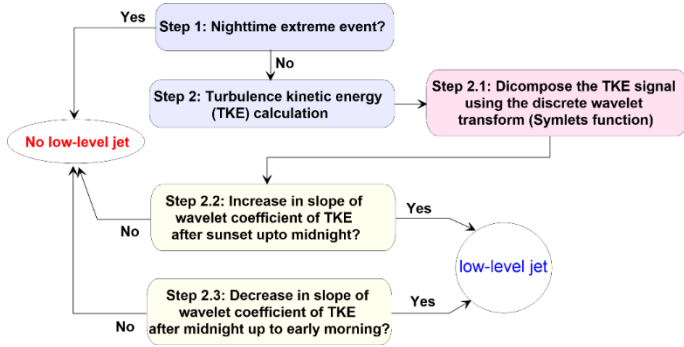 Yes
Step 1: Nighttime extreme event?
No
Step 2: Turbulence kinetic energy
(TKE) calculation
Step 2.1: Dicompose the TKE signal
using the discrete wavelet
transform (Symlets function)
No low-level jet
Step 2.2: Increase in slope of
wavelet coefficient of TKE
after sunset upto midnight?
No
Yes
low-level jet
Step 2.3: Decrease in slope of
wavelet coefficient of TKE
after midnight up to early morning?
No
Yes